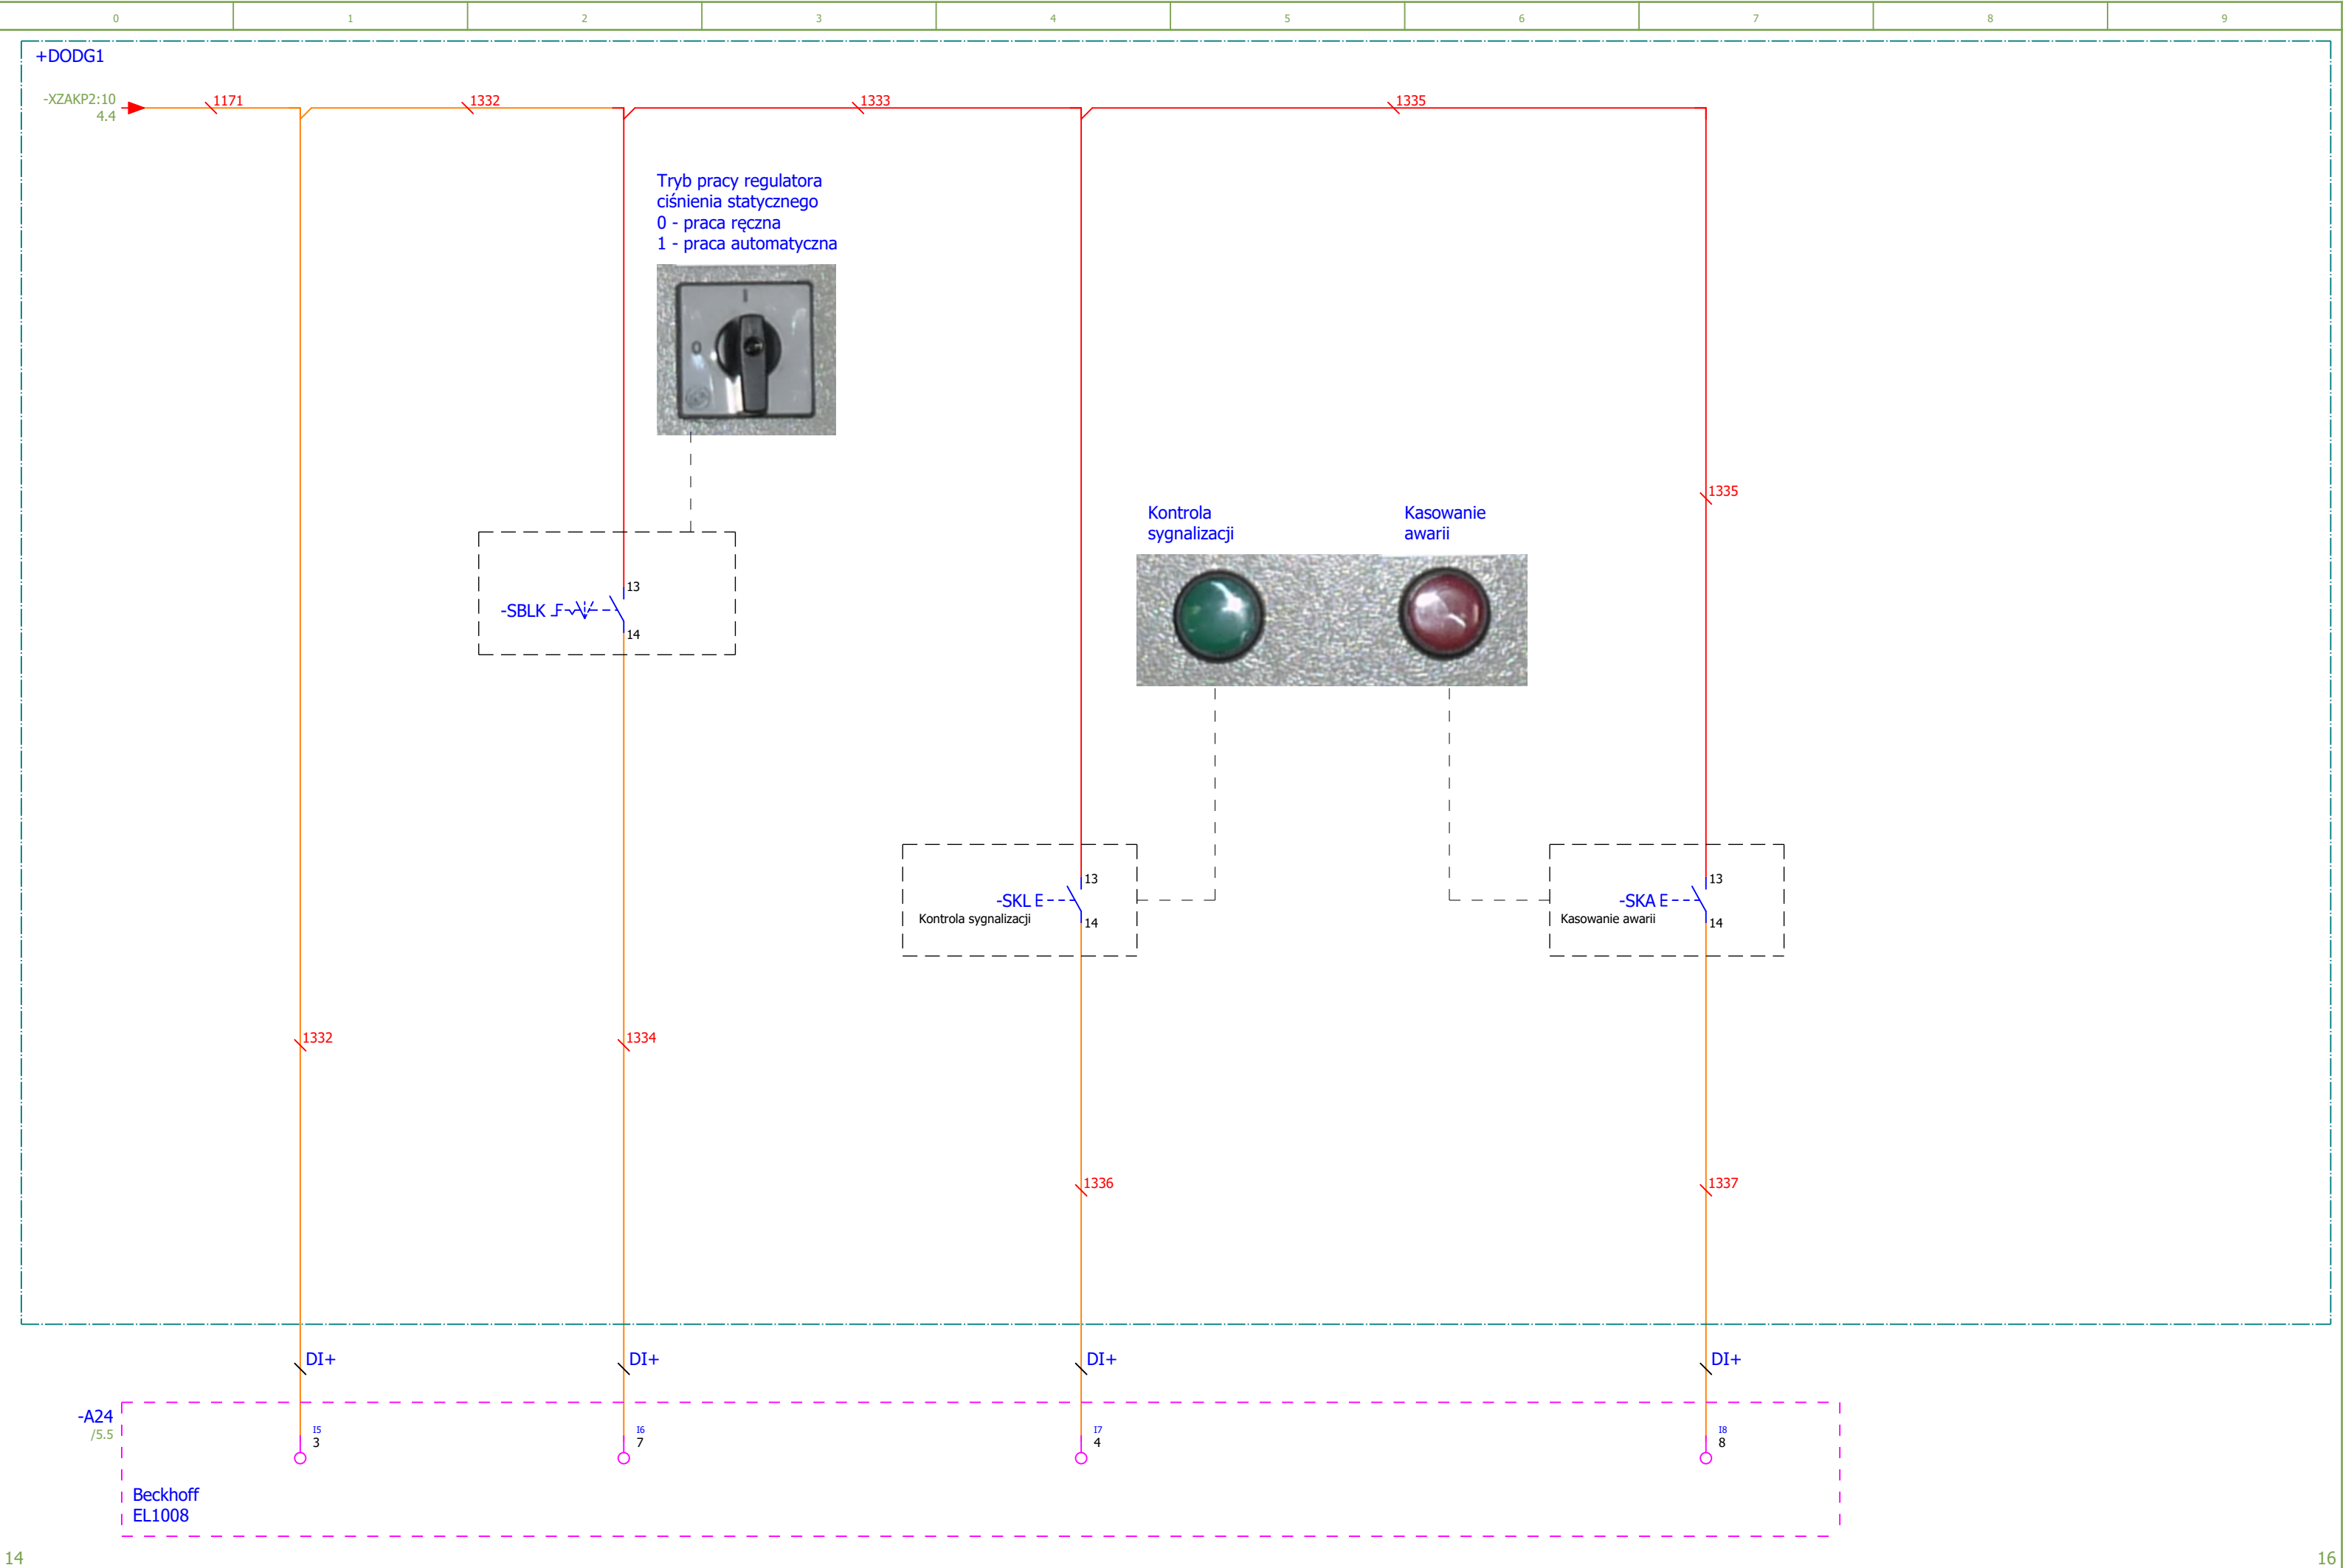 0 1 2 3 4 5 6 7 8 9
+DODG1
-XZAKP2:10
4.4
1171
1332
1333
1335
Tryb pracy regulatora
ciśnienia statycznego
0 - praca ręczna
1 - praca automatyczna
I
0
1335
Kontrola
sygnalizacji
Kasowanie
awarii
13
-SBLK
14
13
-SKL
Kontrola sygnalizacji
14
13
-SKA
Kasowanie awarii
14
1332
1334
1336
1337
DI+
DI+
DI+
DI+
-A24
/5.5
I5
3
I6
7
I7
4
I8
8
Beckhoff
EL1008
14
16